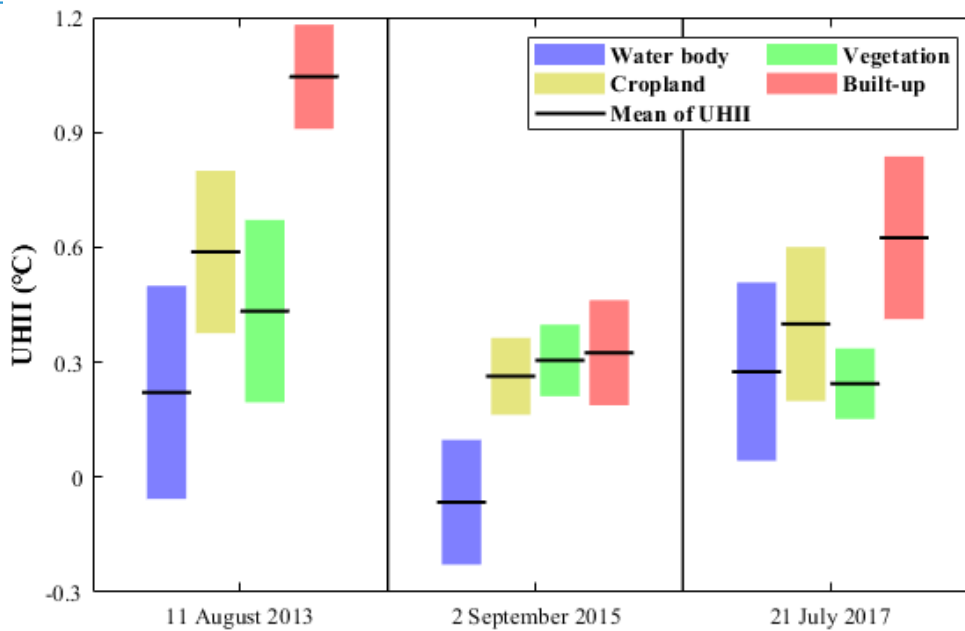 1.2
0.9
0.6
0.3
0
-0.3
UHII (°C)
Water body
Vegetation
Cropland
Built-up
Mean of UHII
11 August 2013
2 September 2015
21 July 2017